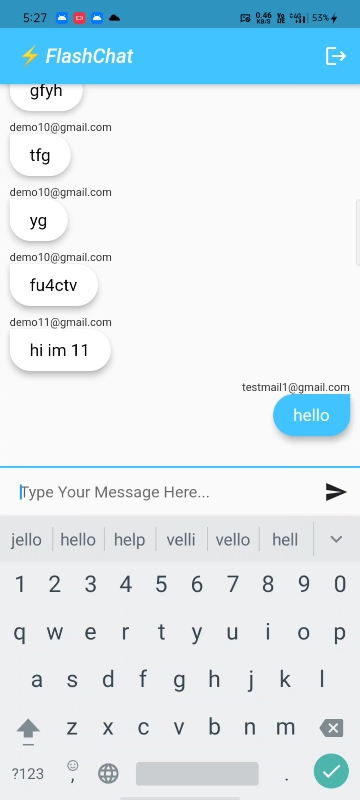 5:27
0.46 KB/S
53%
⚡ FlashChat
gfyh
demo10@gmail.com
tfg
demo10@gmail.com
yg
demo10@gmail.com
fu4ctv
demo11@gmail.com
hi im 11
testmail1@gmail.com
hello
Type Your Message Here...
jello hello help velli vello hell
1 2 3 4 5 6 7 8 9 0
q w e r t y u i o p
a s d f g h j k l
z x c v b n m
?123 , .